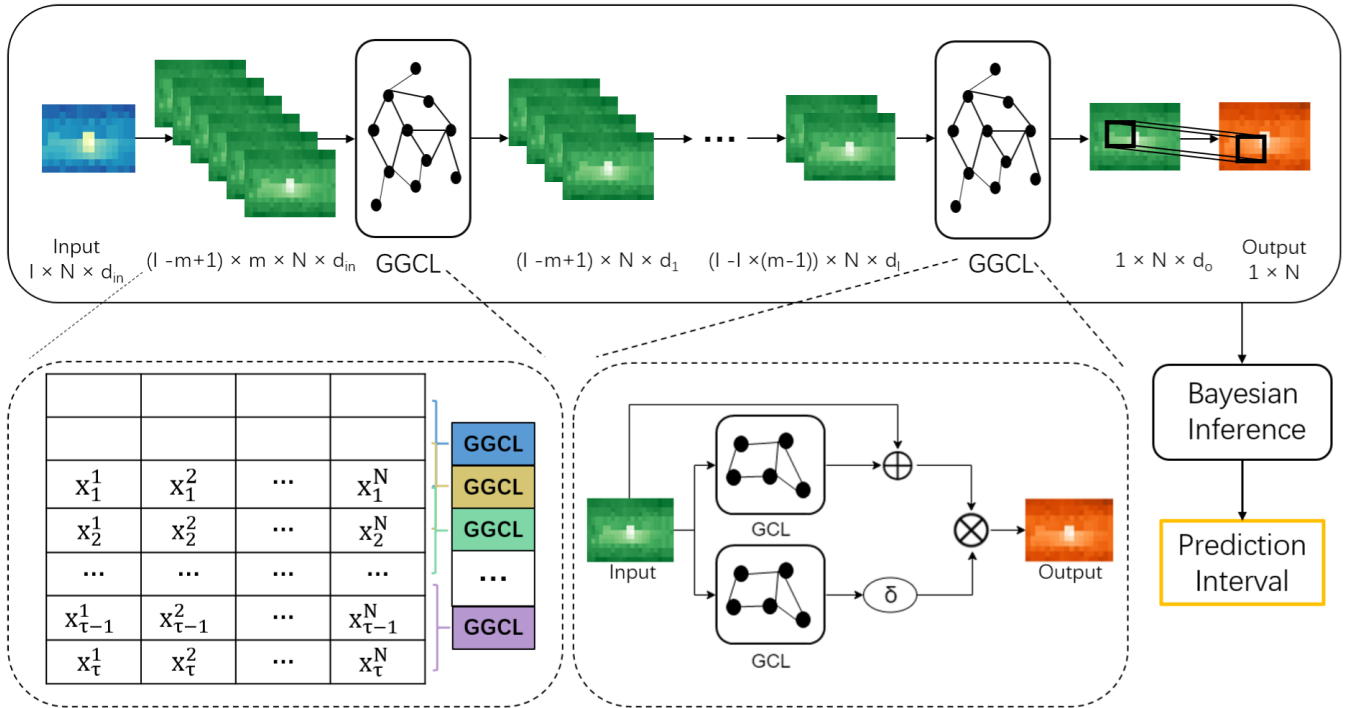 ...
Input
I × N × d_in
(I -m+1) × m × N × d_in
GGCL
(I -m+1) × N × d_1
(I -I ×(m-1)) × N × d_l
GGCL
1 × N × d_o
Output
1 × N
GGCL
x_1^1 x_1^2 ... x_1^N
GGCL
x_2^1 x_2^2 ... x_2^N
GGCL
... ... ... ...
...
x_{τ-1}^1 x_{τ-1}^2 ... x_{τ-1}^N
GGCL
x_τ^1 x_τ^2 ... x_τ^N
Input
GCL
GCL
δ
Output
Bayesian
Inference
Prediction
Interval